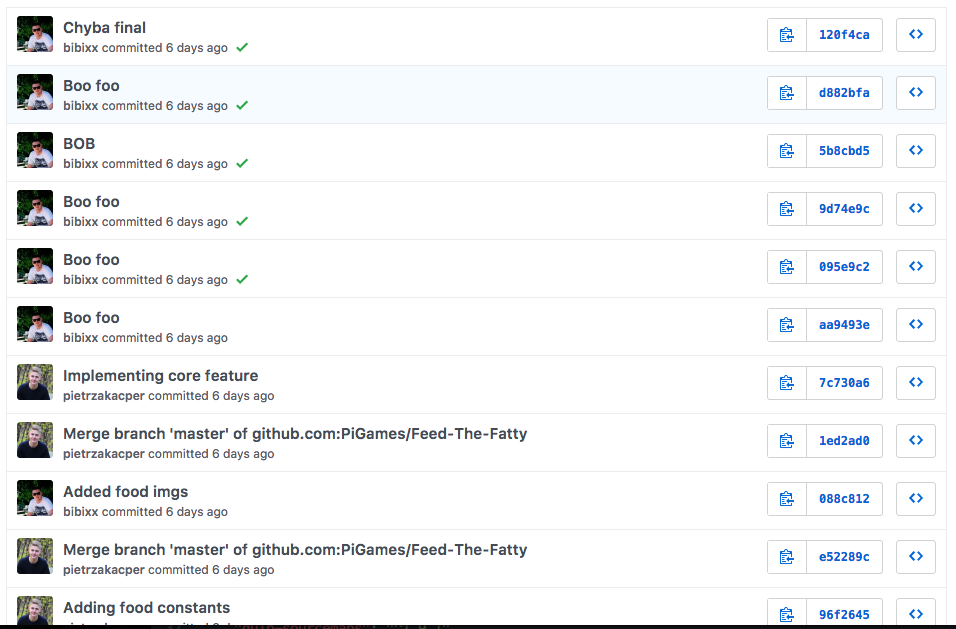 Chyba final
bibixx committed 6 days ago
120f4ca
Boo foo
bibixx committed 6 days ago
d882bfa
BOB
bibixx committed 6 days ago
5b8cbd5
Boo foo
bibixx committed 6 days ago
9d74e9c
Boo foo
bibixx committed 6 days ago
095e9c2
Boo foo
bibixx committed 6 days ago
aa9493e
Implementing core feature
pietrzakacper committed 6 days ago
7c730a6
Merge branch 'master' of github.com:PiGames/Feed-The-Fatty
pietrzakacper committed 6 days ago
1ed2ad0
Added food imgs
bibixx committed 6 days ago
088c812
Merge branch 'master' of github.com:PiGames/Feed-The-Fatty
pietrzakacper committed 6 days ago
e52289c
Adding food constants
96f2645